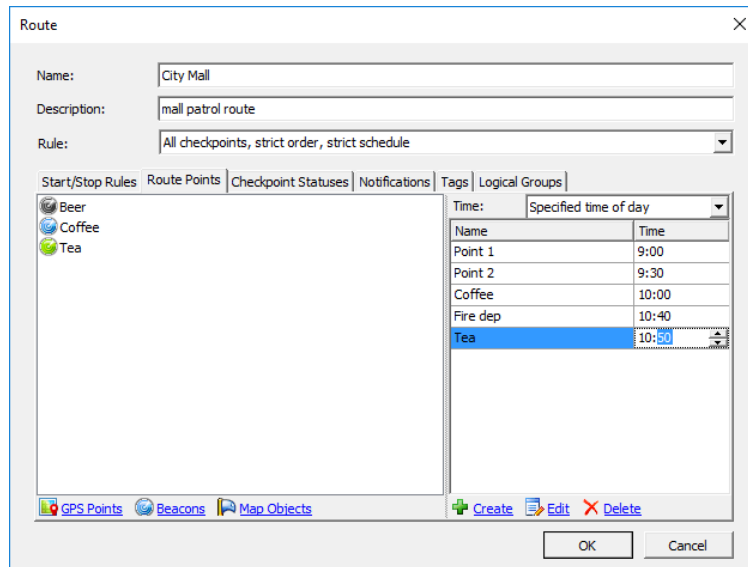 Route
Name: City Mall
Description: mall patrol route
Rule: All checkpoints, strict order, strict schedule
Start/Stop Rules Route Points Checkpoint Statuses Notifications Tags Logical Groups
Beer
Coffee
Tea
Time: Specified time of day
Name Time
Point 1 9:00
Point 2 9:30
Coffee 10:00
Fire dep 10:40
Tea 10:50
GPS Points Beacons Map Objects
Create Edit Delete
OK Cancel